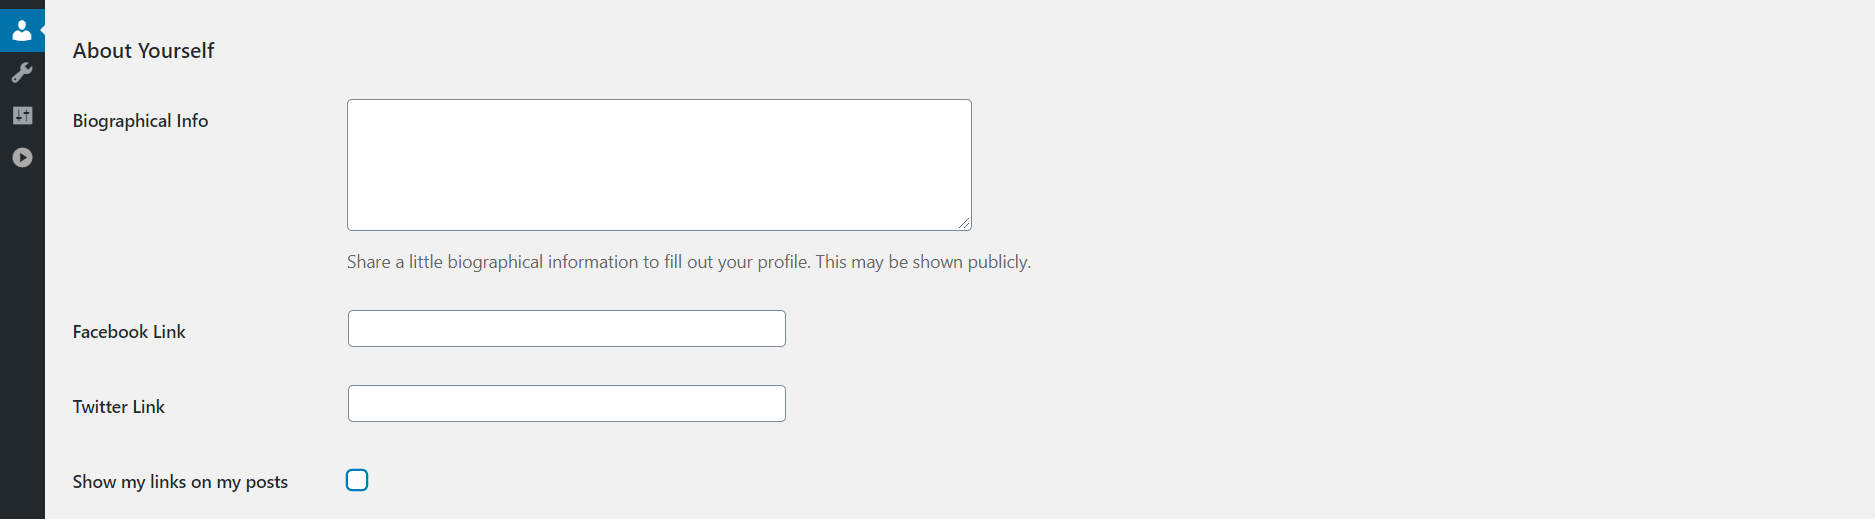 About Yourself
Biographical Info
Share a little biographical information to fill out your profile. This may be shown publicly.
Facebook Link
Twitter Link
Show my links on my posts